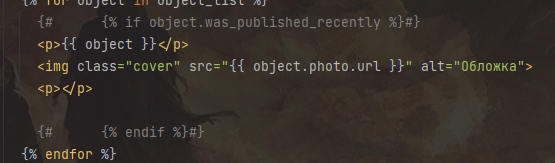 {% for object in object_list %}
{#      {% if object.was_published_recently %}#}
<p>{{ object }}</p>
<img class="cover" src="{{ object.photo.url }}" alt="Обложка">
<p></p>
{#      {% endif %}#}
{% endfor %}